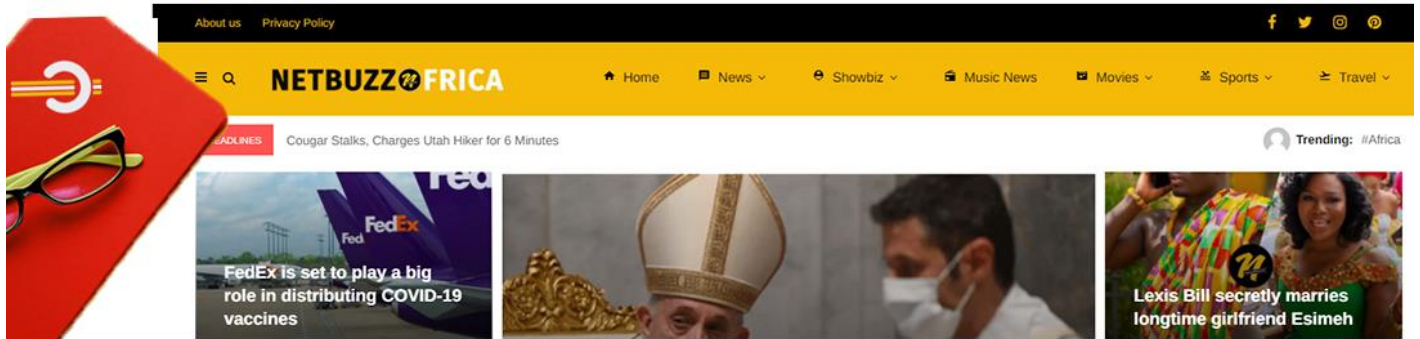 About us Privacy Policy
NETBUZZ AFRICA Home News Showbiz Music News Movies Sports Travel
Cougar Stalks, Charges Utah Hiker for 6 Minutes Trending: #Africa
FedEx
Fed
FedEx is set to play a big
role in distributing COVID-19
vaccines
Lexis Bill secretly marries
longtime girlfriend Esimeh